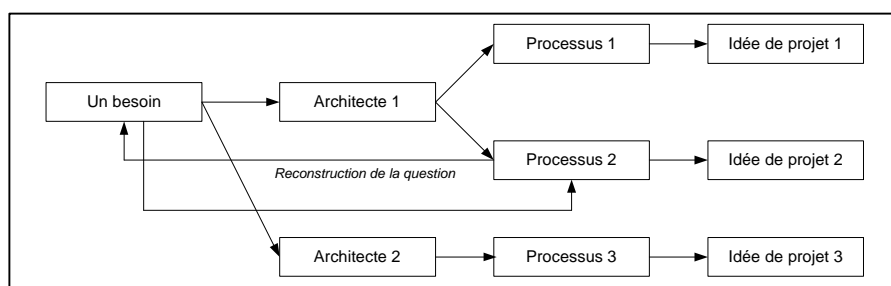 Processus 1
Idée de projet 1
Un besoin
Architecte 1
Processus 2
Idée de projet 2
Reconstruction de la question
Architecte 2
Processus 3
Idée de projet 3